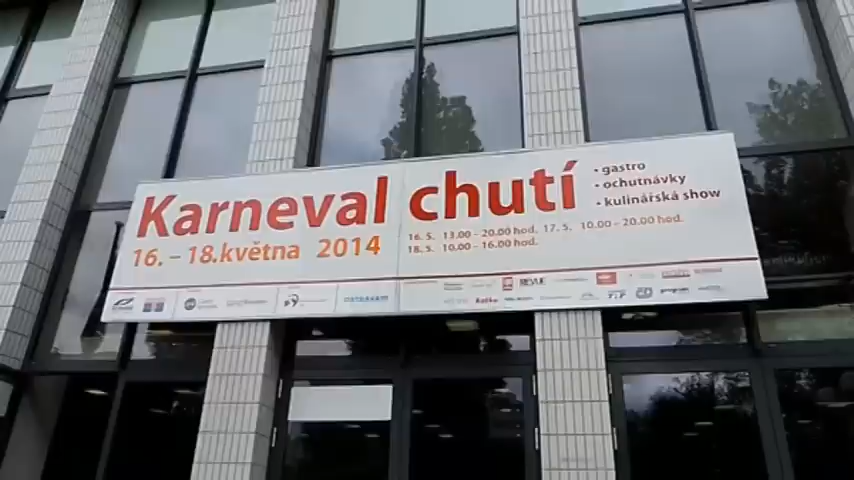 Karneval chutí
• gastro
• ochutnávky
• kulinářská show
16. – 18. května 2014
16. 5. 13.00 - 20.00 hod. 17. 5. 10.00 - 20.00 hod.
18. 5. 10.00 - 16.00 hod.
REVUE